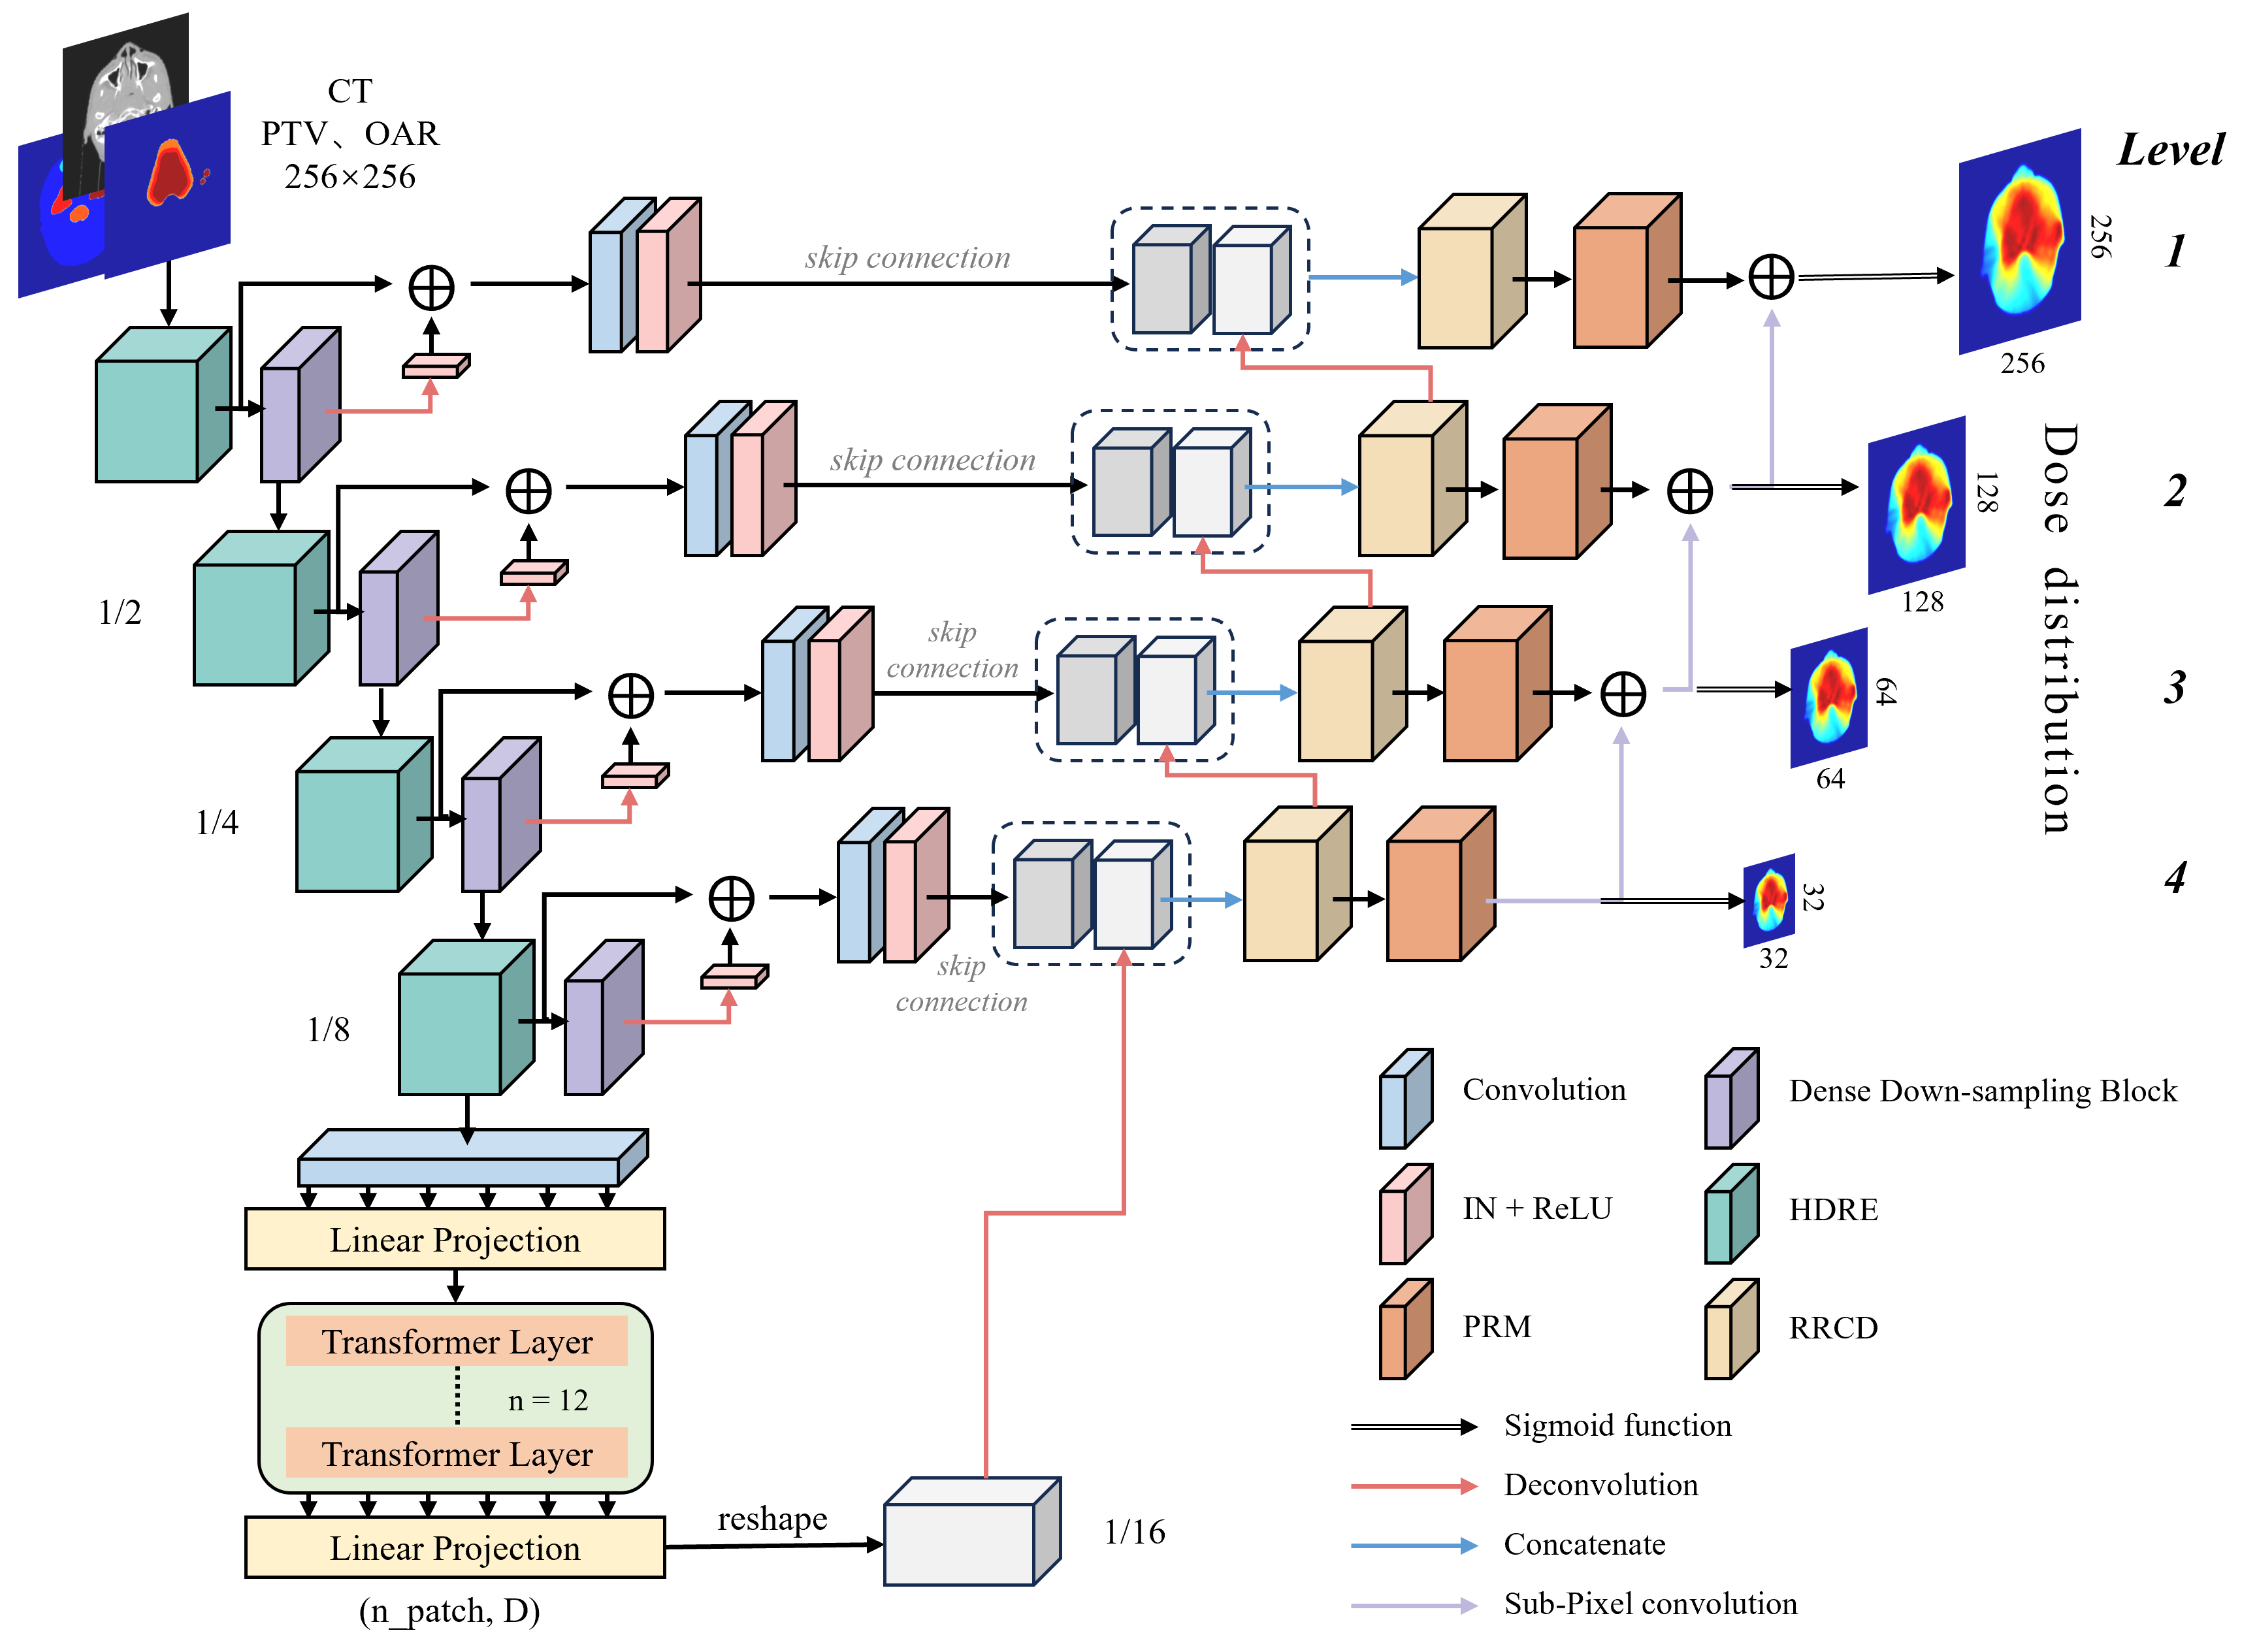 CT
PTV、OAR
256×256
Level
skip connection
256
1
256
skip connection
128
2
128
1/2
skip
connection
64
3
64
Dose distribution
1/4
4
32
32
skip
connection
1/8
Convolution
Dense Down-sampling Block
IN + ReLU
HDRE
Linear Projection
PRM
RRCD
Transformer Layer
n = 12
Transformer Layer
Sigmoid function
Deconvolution
reshape
1/16
Linear Projection
Concatenate
(n_patch, D)
Sub-Pixel convolution